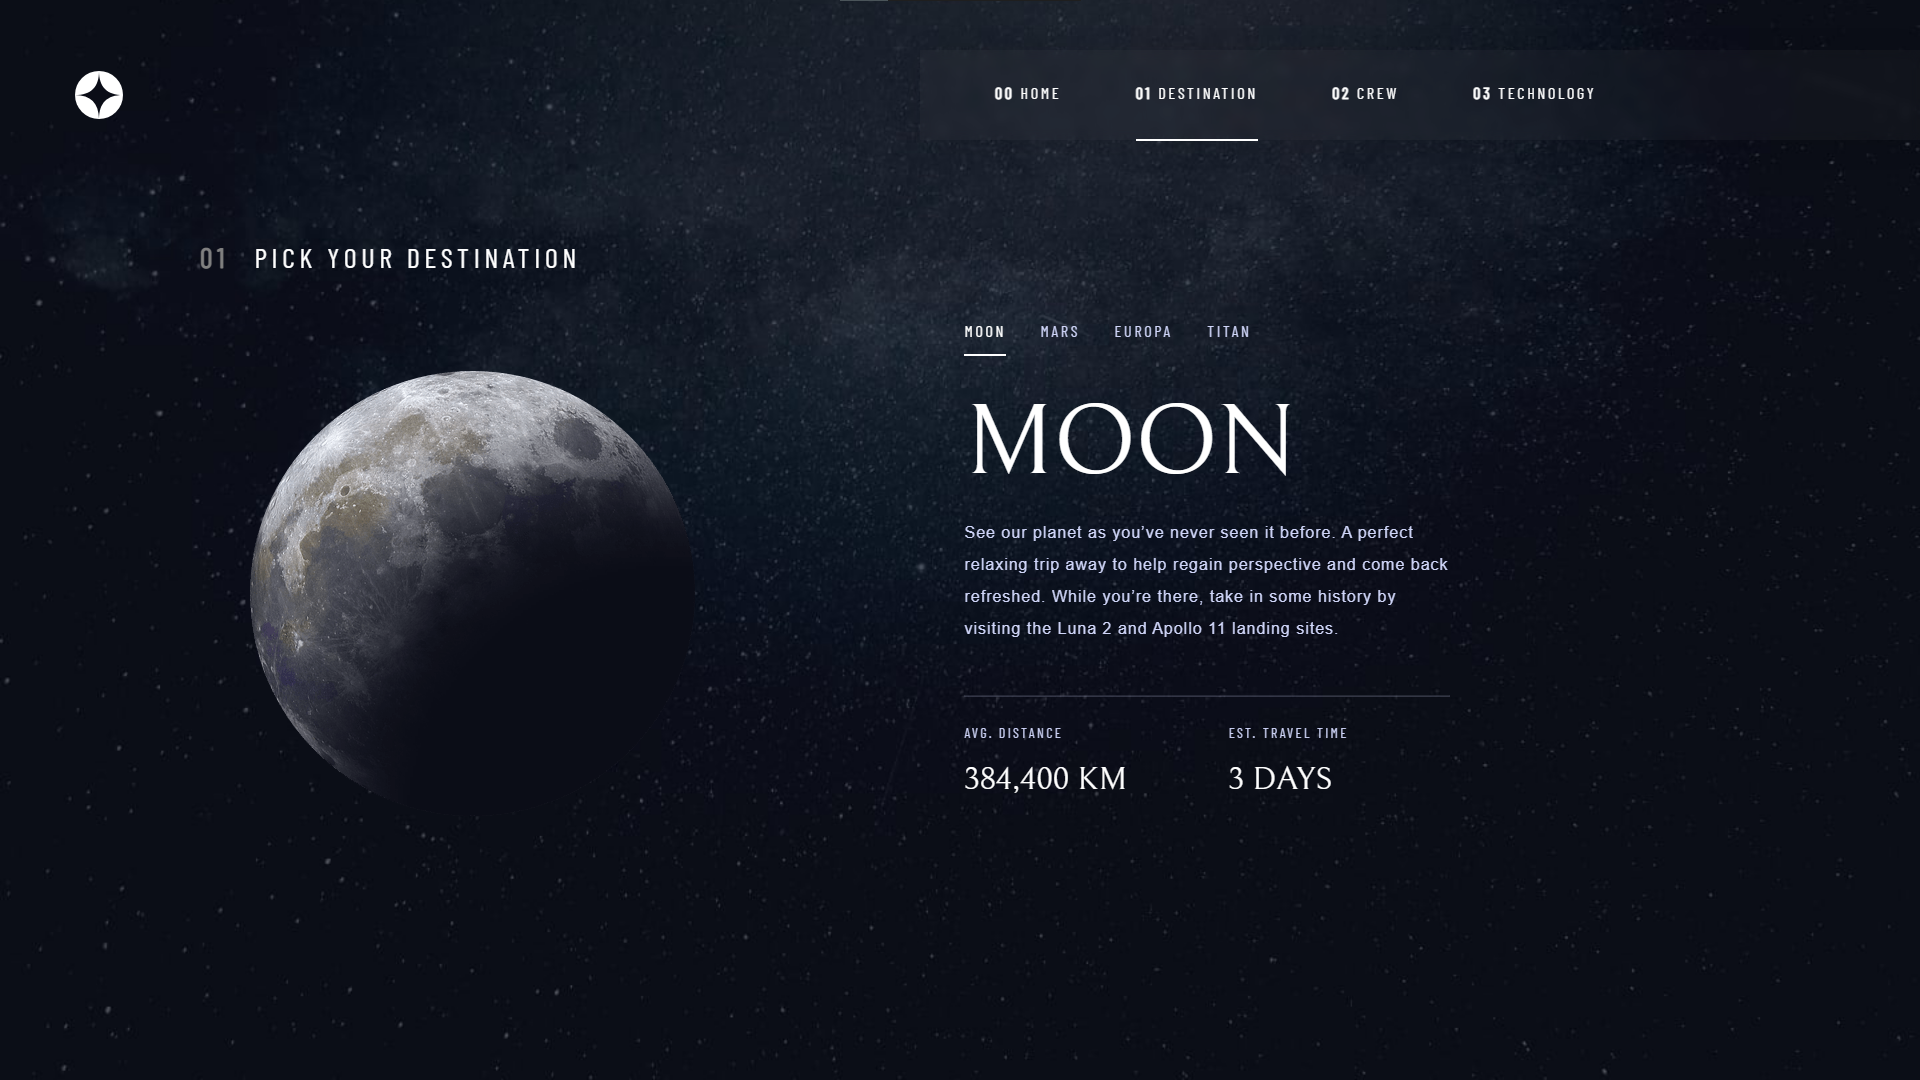 00 HOME
01 DESTINATION
02 CREW
03 TECHNOLOGY
01 PICK YOUR DESTINATION
MOON
MARS
EUROPA
TITAN
MOON
See our planet as you’ve never seen it before. A perfect
relaxing trip away to help regain perspective and come back
refreshed. While you’re there, take in some history by
visiting the Luna 2 and Apollo 11 landing sites.
AVG. DISTANCE
384,400 KM
EST. TRAVEL TIME
3 DAYS